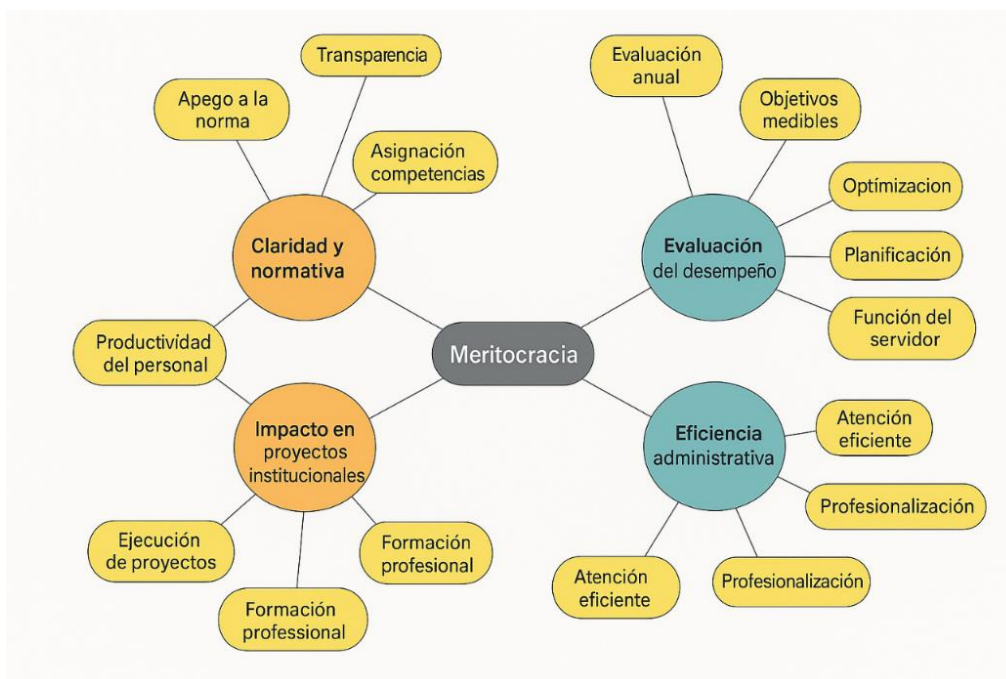 Transparencia
Apego a la
norma
Asignación
competencias
Claridad y
normativa
Productividad
del personal
Impacto en
proyectos
institucionales
Ejecución
de proyectos
Formación
professional
Formación
profesional
Meritocracia
Evaluación
anual
Objetivos
medibles
Optimizacion
Planificación
Función del
servidor
Evaluación
del desempeño
Eficiencia
administrativa
Atención
eficiente
Profesionalización
Profesionalización
Atención
eficiente